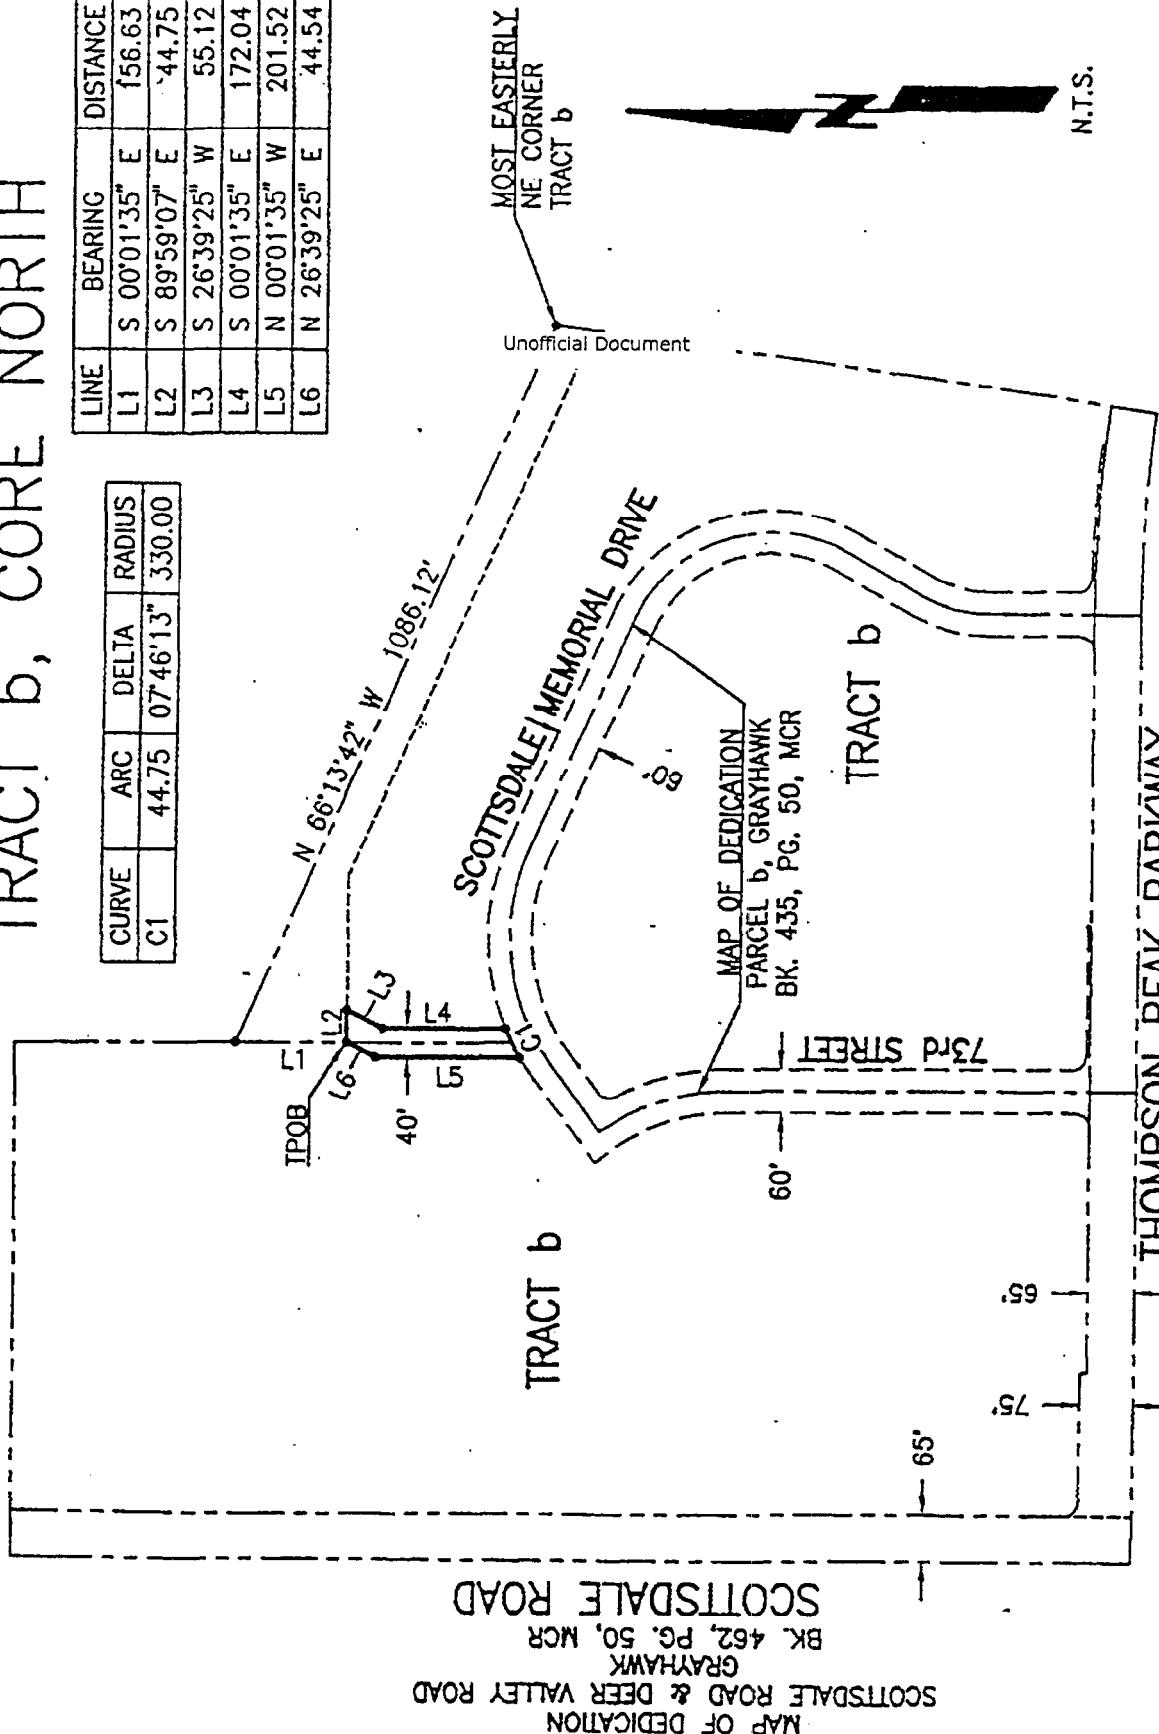 TRACT b, CORE NORTH
CURVE ARC DELTA RADIUS
C1 44.75 07°46'13" 330.00
LINE BEARING DISTANCE
L1 S 00°01'35" E 156.63
L2 S 89°59'07" E 44.75
L3 S 26°39'25" W 55.12
L4 S 00°01'35" E 172.04
L5 N 00°01'35" W 201.52
L6 N 26°39'25" E 44.54
MOST EASTERLY
NE CORNER
TRACT b
Unofficial Document
N
N.T.S.
N 66°13'42" W 1086.12'
TPOB
L1
L2
L3
L6
L4
L5
40'
C1
SCOTTSDALE MEMORIAL DRIVE
60'
MAP OF DEDICATION
PARCEL b, GRAYHAWK
BK. 435, PG. 50, MCR
TRACT b
TRACT b
73rd STREET
60'
65'
75'
65'
THOMPSON PEAK PARKWAY
SCOTTSDALE ROAD
BK. 462, PG. 50, MCR
GRAYHAWK
SCOTTSDALE ROAD & DEER VALLEY ROAD
MAP OF DEDICATION